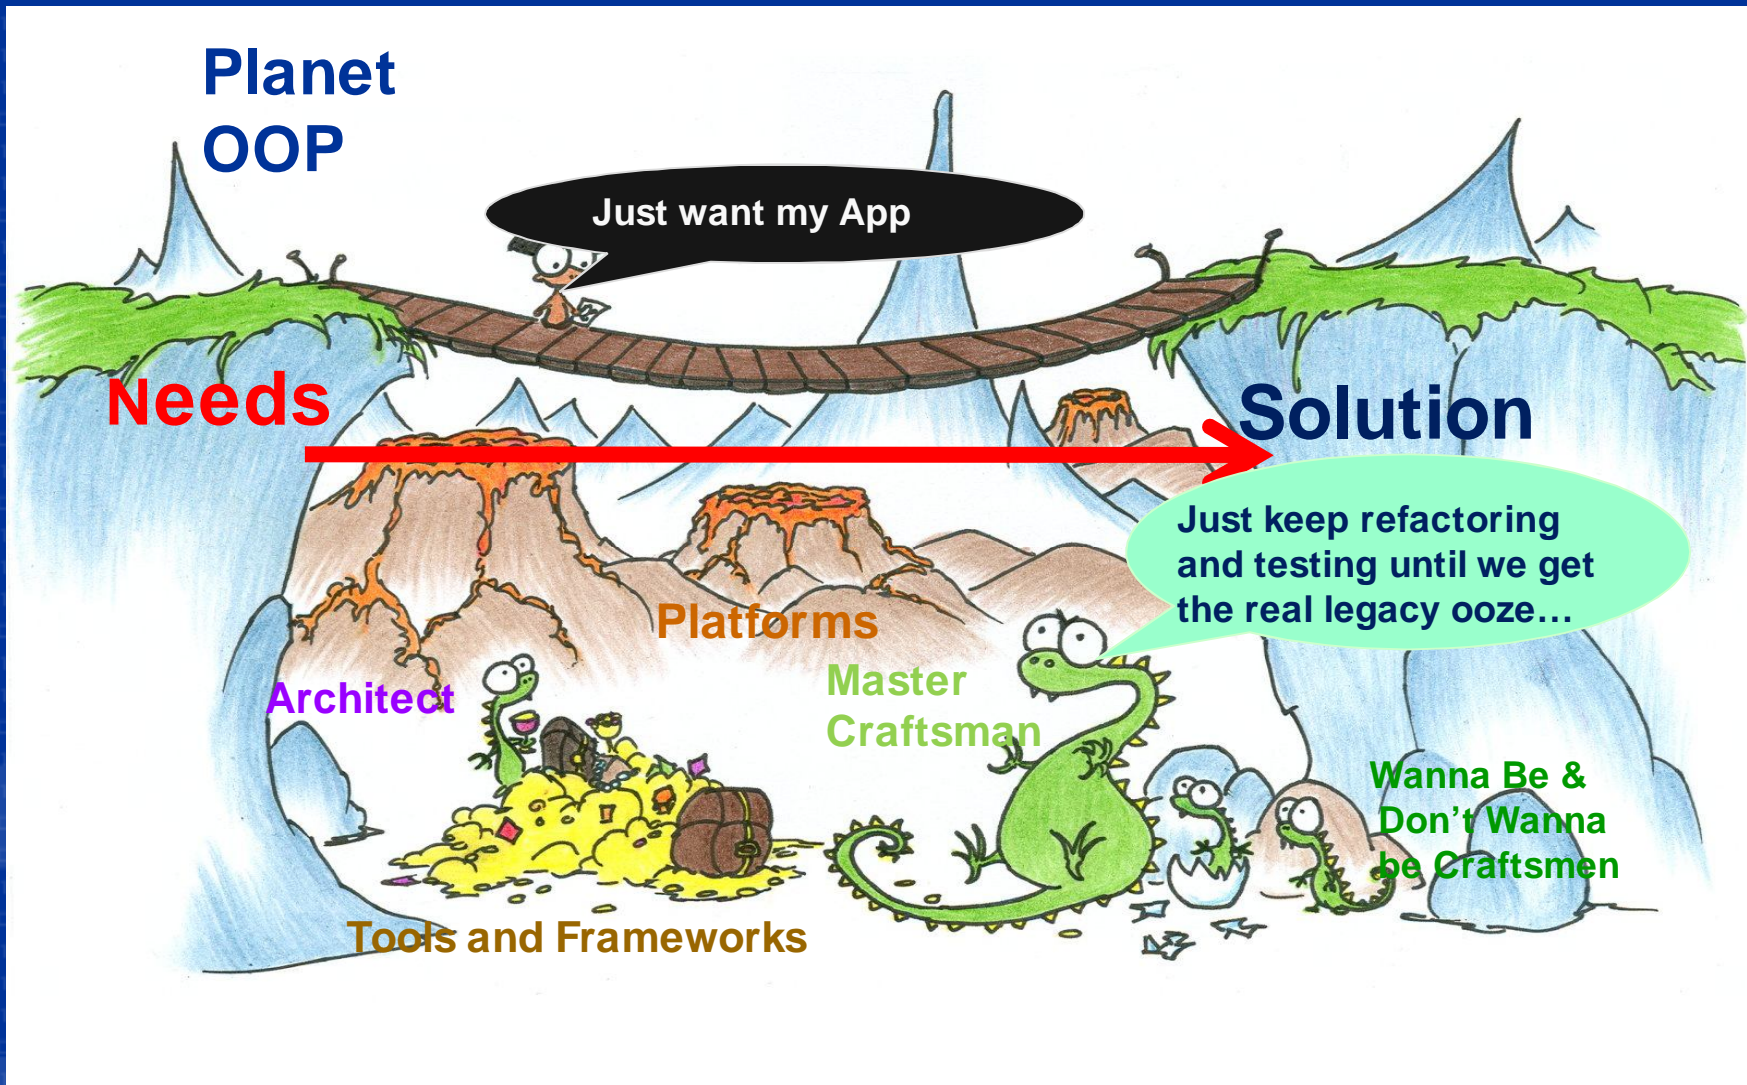 Planet
OOP
Just want my App
Needs
Solution
Just keep refactoring
and testing until we get
the real legacy ooze…
Platforms
Architect
Master
Craftsman
Wanna Be &
Don’t Wanna
be Craftsmen
Tools and Frameworks